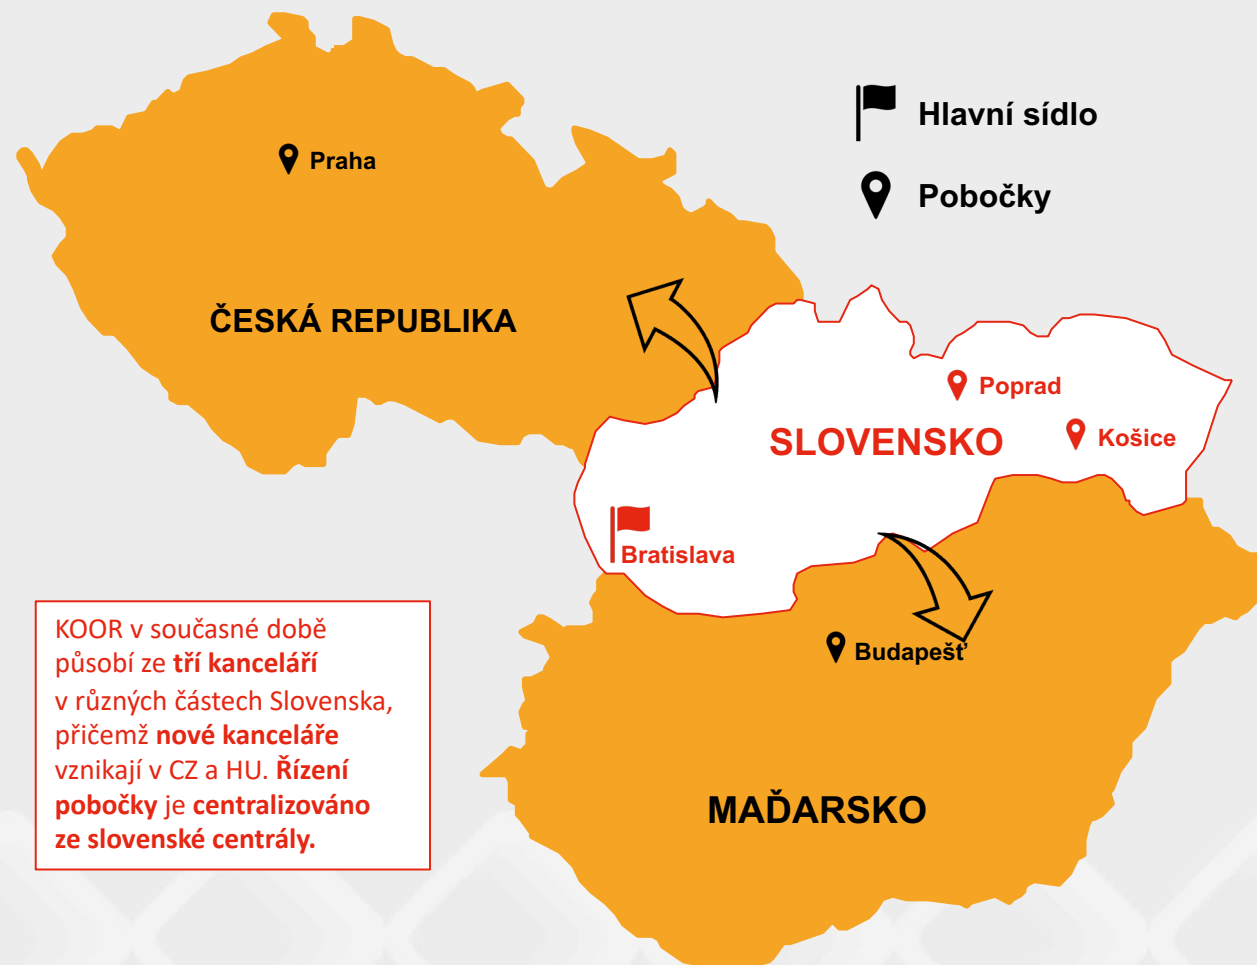 Hlavní sídlo
Praha
Pobočky
ČESKÁ REPUBLIKA
Poprad
SLOVENSKO
Košice
Bratislava
KOOR v současné době
působí ze tří kanceláří
v různých částech Slovenska,
přičemž nové kanceláře
vznikají v CZ a HU. Řízení
pobočky je centralizováno
ze slovenské centrály.
Budapešť
MAĎARSKO